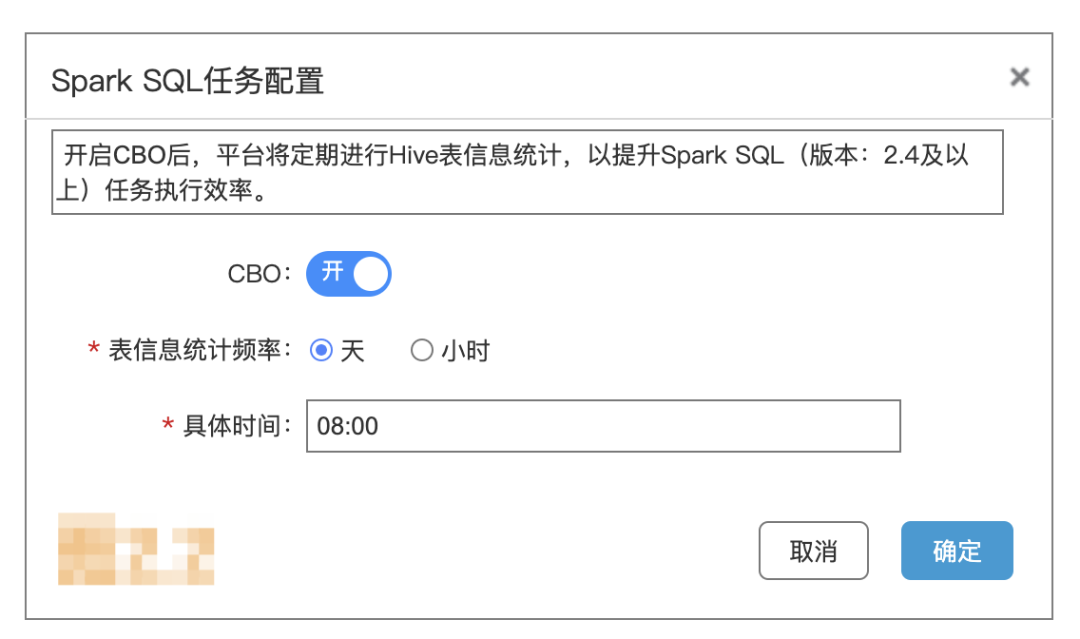 Spark SQL任务配置 ×
开启CBO后，平台将定期进行Hive表信息统计，以提升Spark SQL（版本：2.4及以
上）任务执行效率。
CBO： 开
* 表信息统计频率： 天 小时
* 具体时间： 08:00
取消 确定